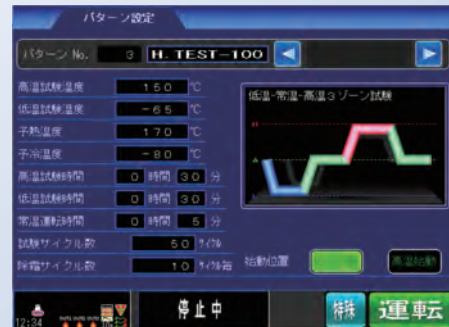 パターン設定
パターン No. 3 H. TEST-100
高温試験温度 150 ℃
低温試験温度 -65 ℃
予熱温度 170 ℃
予冷温度 -80 ℃
高温試験時間 0 時間 30 分
低温試験時間 0 時間 30 分
常温運転時間 0 時間 5 分
試験サイクル数 50 サイクル
除霜サイクル数 10 サイクル毎
低温-常温-高温3ゾーン試験
始動位置 高温始動
12:34 停止中 特殊 運転